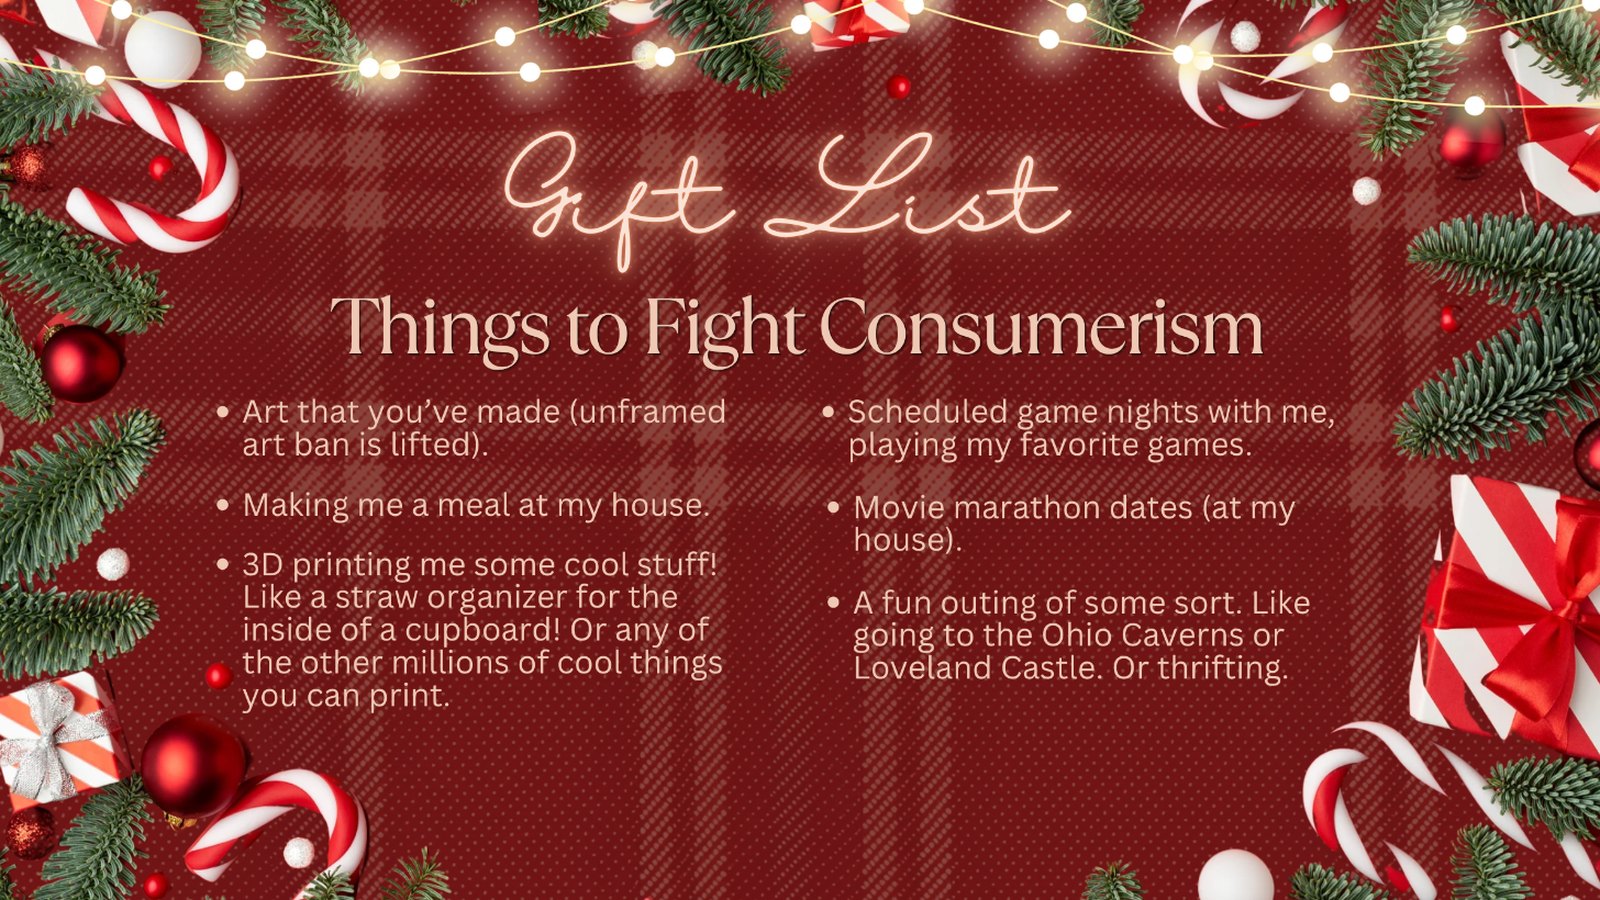 Gift List
Things to Fight Consumerism
• Art that you’ve made (unframed
art ban is lifted).
• Making me a meal at my house.
• 3D printing me some cool stuff!
Like a straw organizer for the
inside of a cupboard! Or any of
the other millions of cool things
you can print.
• Scheduled game nights with me,
playing my favorite games.
• Movie marathon dates (at my
house).
• A fun outing of some sort. Like
going to the Ohio Caverns or
Loveland Castle. Or thrifting.